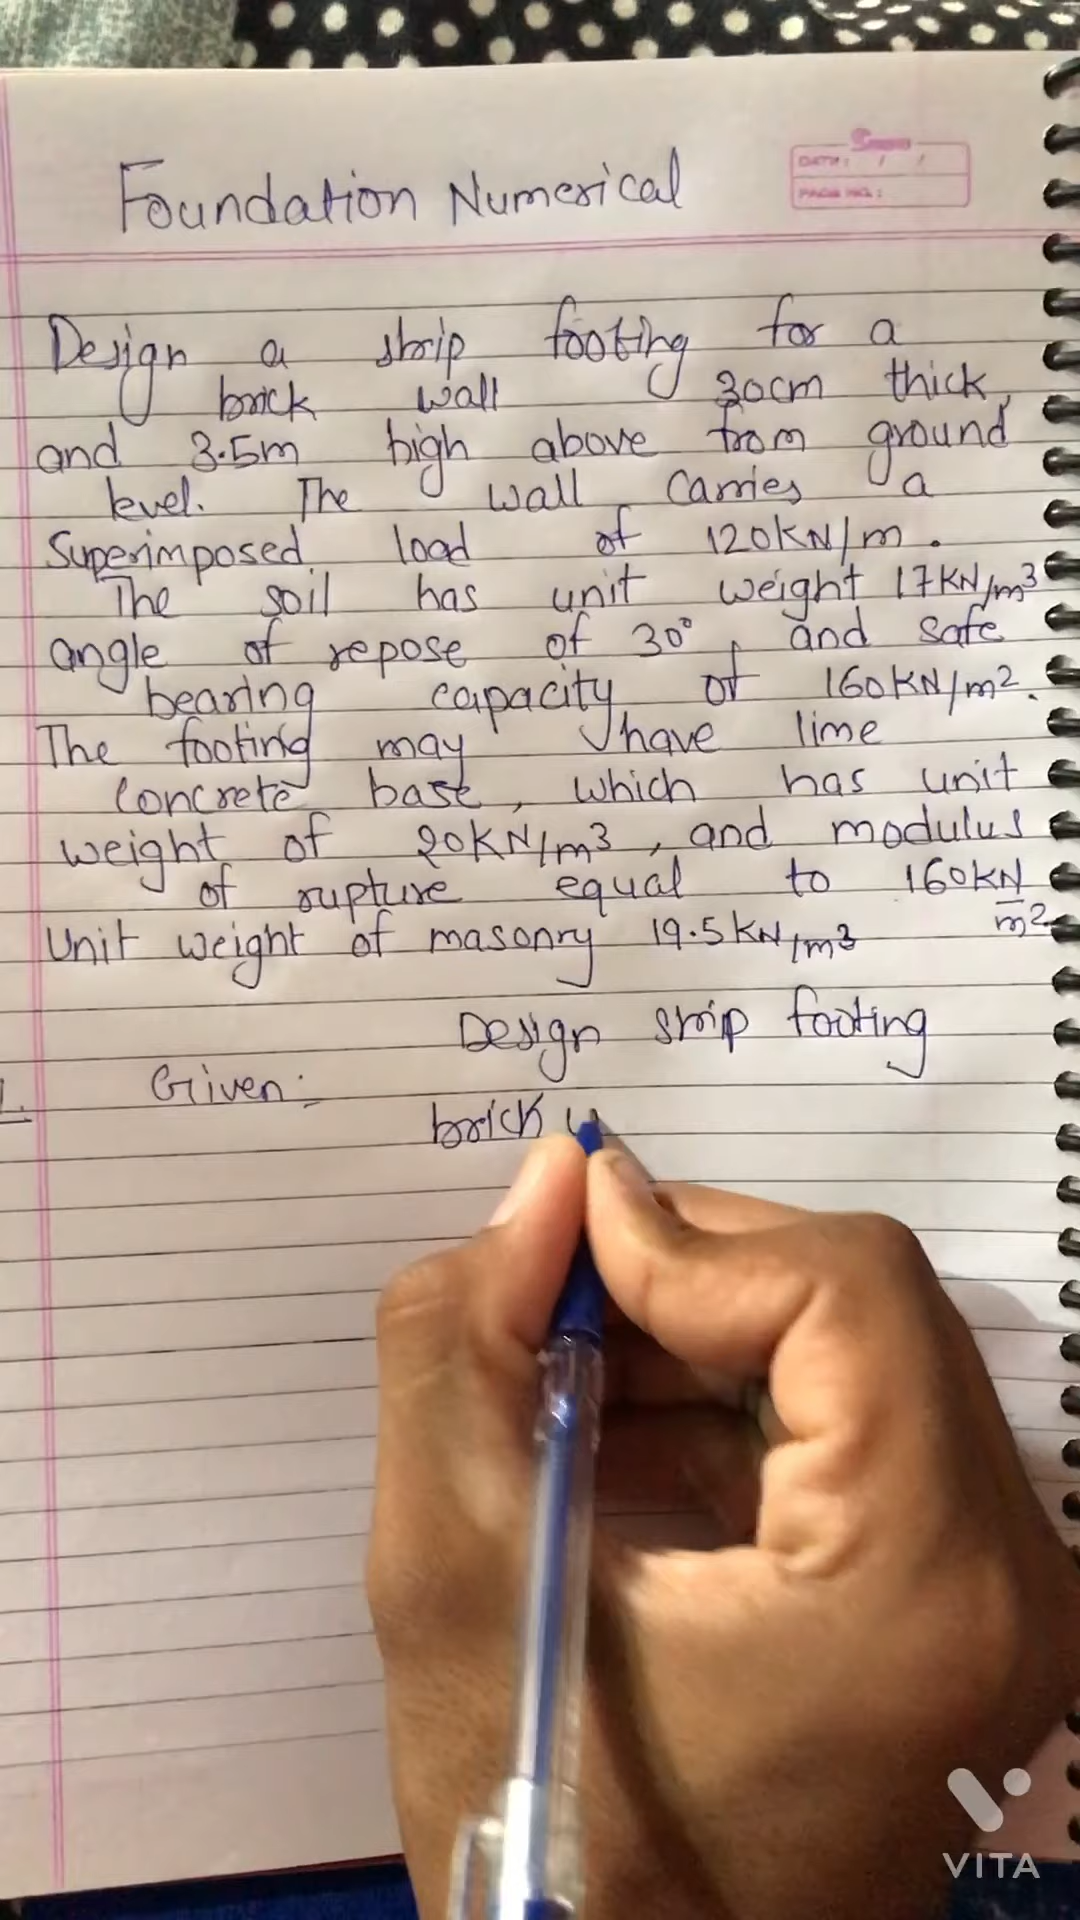 Foundation Numerical
DATE: / /
PAGE NO.:
Design a strip footing for a
brick wall 30cm thick,
and 3.5m high above from ground
level. The wall carries a
Superimposed load of 120KN/m.
The soil has unit weight 17KN/m³
angle of repose of 30°, and safe
bearing capacity of 160KN/m².
The footing may have lime
concrete base, which has unit
weight of 20KN/m³, and modulus
of rupture equal to 160KN/m²
Unit weight of masonry 19.5KN/m³
Design strip footing
1. Given:-
brick
VITA